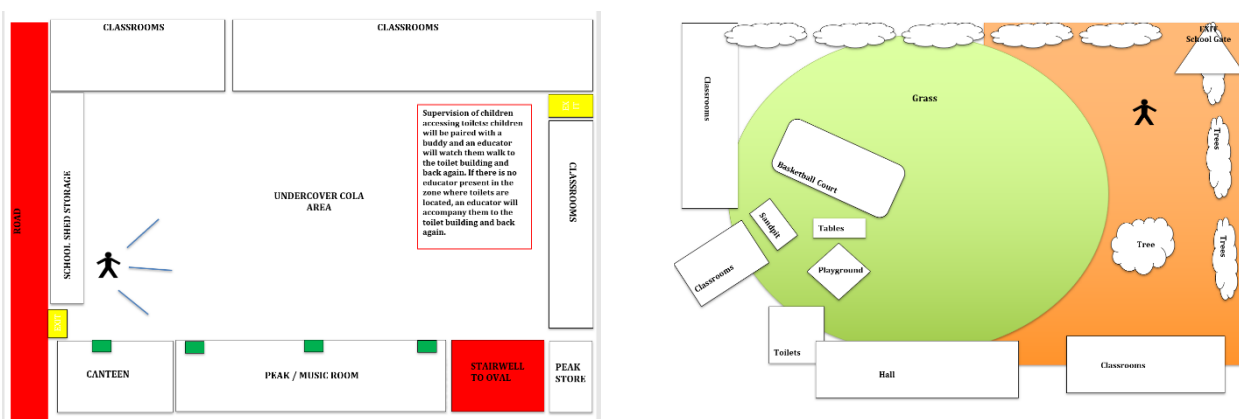 CLASSROOMS
CLASSROOMS
ROAD
SCHOOL SHED STORAGE
Supervision of children
accessing toilets: children
will be paired with a
buddy and an educator
will watch them walk to
the toilet building and
back again. If there is no
educator present in the
zone where toilets are
located, an educator will
accompany them to the
toilet building and back
again.
UNDERCOVER COLA
AREA
CLASSROOMS
EXIT
CANTEEN
PEAK / MUSIC ROOM
STAIRWELL
TO OVAL
PEAK
STORE
Classrooms
Grass
EXIT
School Gate
Trees
Basketball Court
Sandpit
Tables
Tree
Trees
Classrooms
Playground
Toilets
Hall
Classrooms